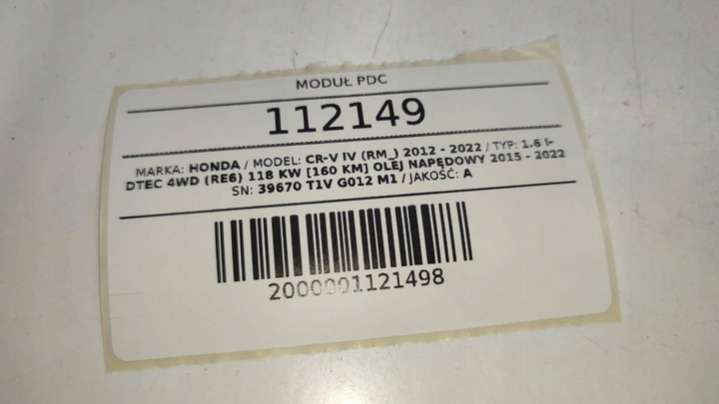 MODUŁ PDC
112149
MARKA: HONDA / MODEL: CR-V IV (RM_) 2012 - 2022 / TYP: 1.6 I-
DTEC 4WD (RE6) 118 KW [160 KM] OLEJ NAPĘDOWY 2015 - 2022
SN: 39670 T1V G012 M1 / JAKOŚĆ: A
2000001121498